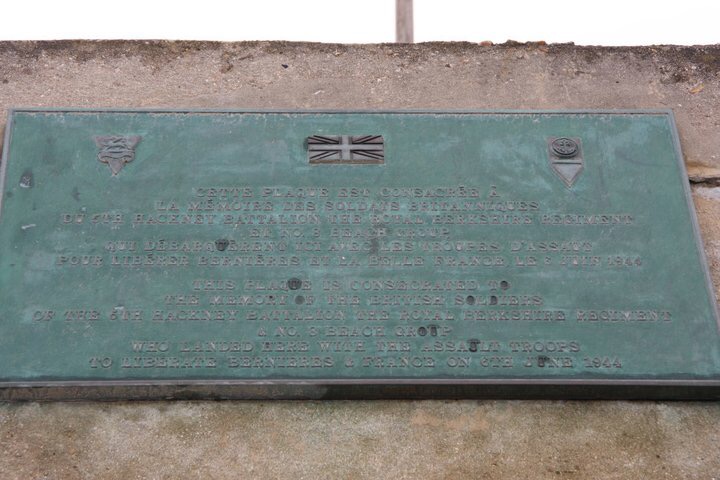 CETTE PLAQUE EST CONSACRÉE À
LA MÉMOIRE DES SOLDATS BRITANNIQUES
DU 5TH HACKNEY BATTALION THE ROYAL BERKSHIRE REGIMENT
ET NO. 8 BEACH GROUP
QUI DÉBARQUÈRENT ICI AVEC LES TROUPES D'ASSAUT
POUR LIBÉRER BERNIÈRES ET LA BELLE FRANCE LE 6 JUIN 1944
THIS PLAQUE IS CONSECRATED TO
THE MEMORY OF THE BRITISH SOLDIERS
OF THE 5TH HACKNEY BATTALION THE ROYAL BERKSHIRE REGIMENT
& NO. 8 BEACH GROUP
WHO LANDED HERE WITH THE ASSAULT TROOPS
TO LIBERATE BERNIÈRES & FRANCE ON 6TH JUNE 1944